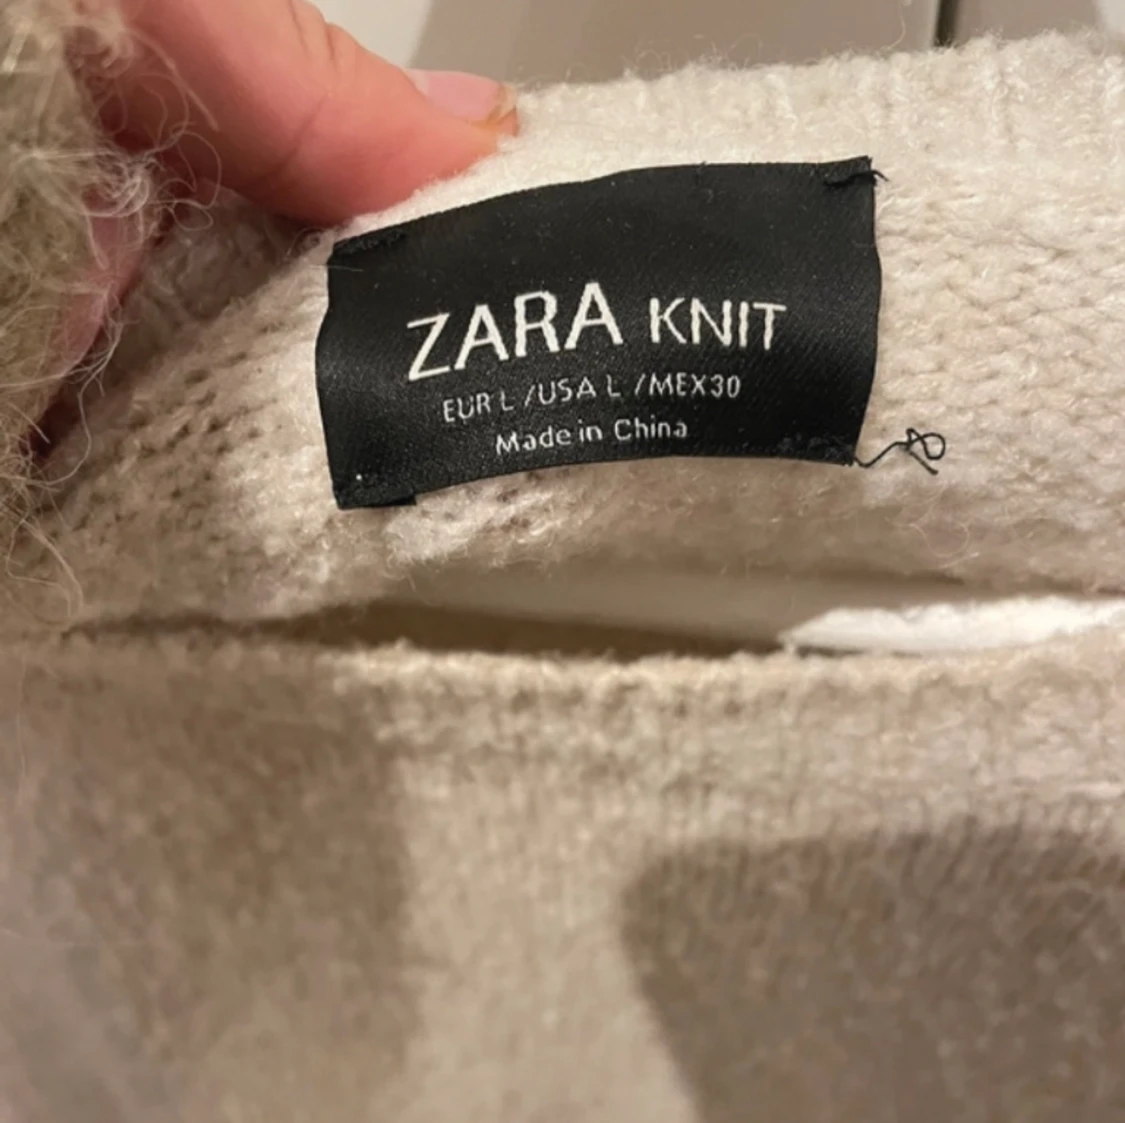 ZARA KNIT
EUR L /USA L /MEX30
Made in China